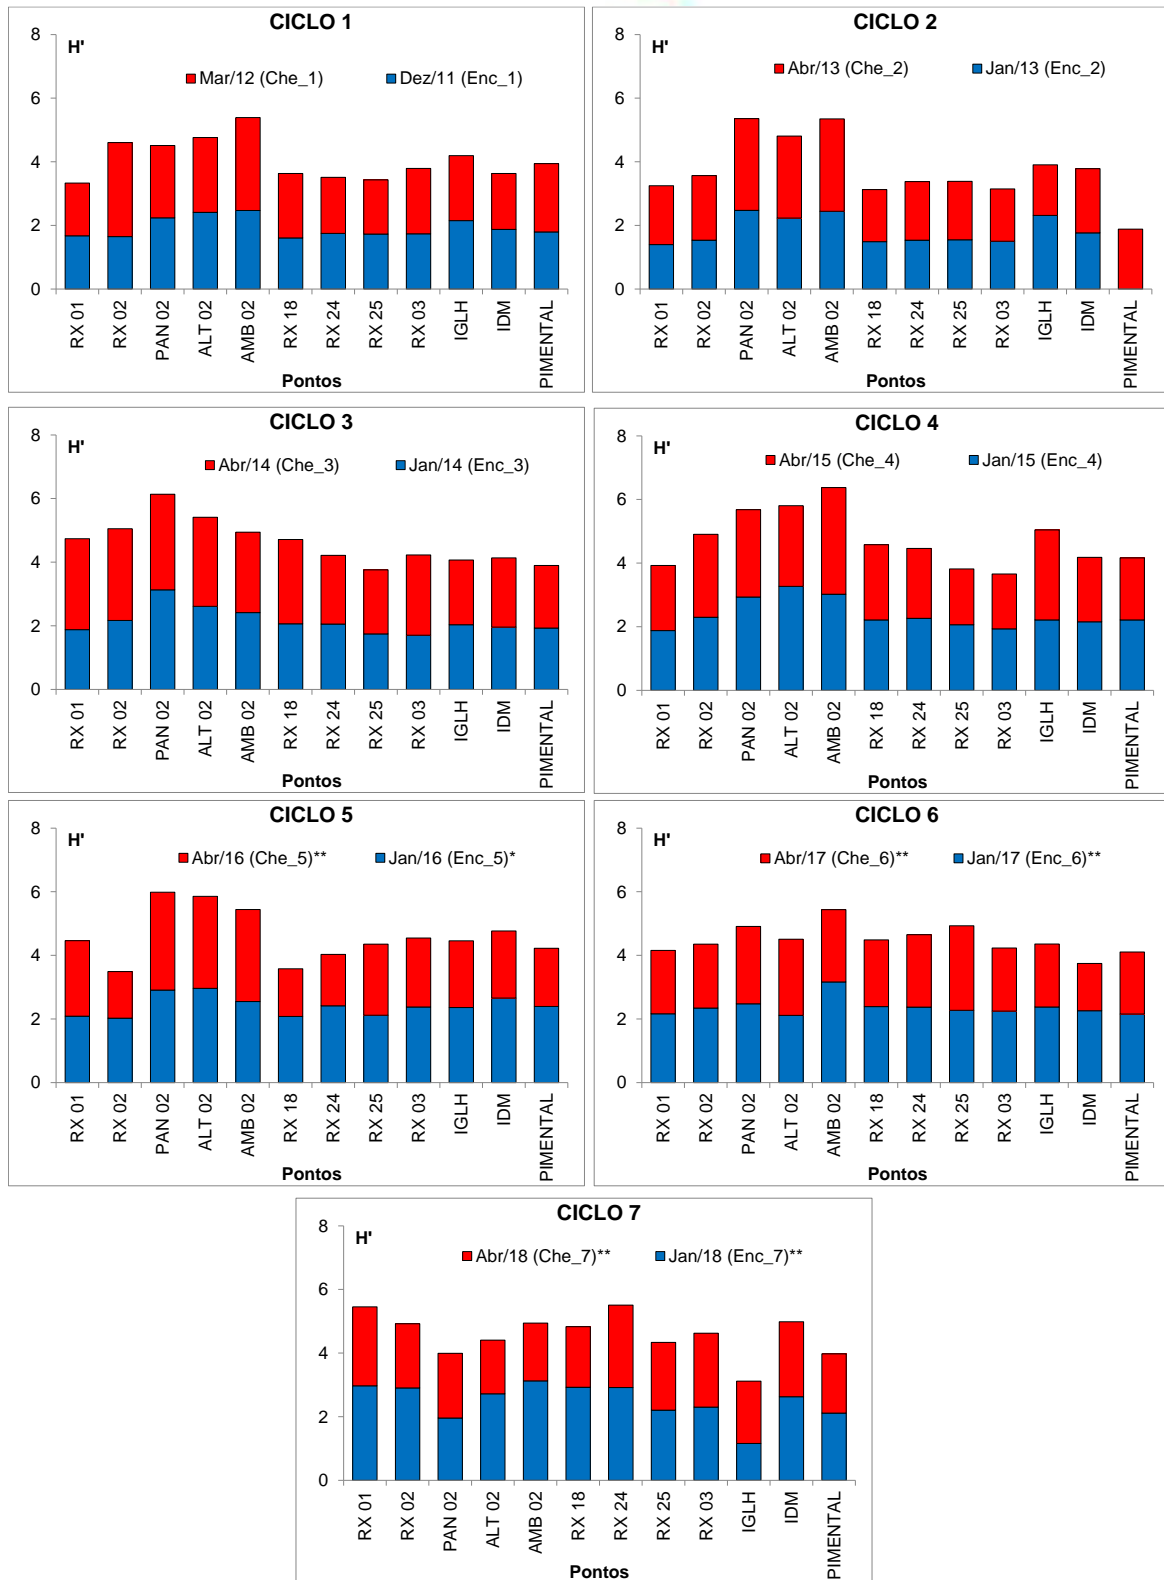 CICLO 1
8
H'
Mar/12 (Che_1) Dez/11 (Enc_1)
6
4
2
0
RX 01 RX 02 PAN 02 ALT 02 AMB 02 RX 18 RX 24 RX 25 RX 03 IGLH IDM PIMENTAL
Pontos
CICLO 2
8
H'
Abr/13 (Che_2) Jan/13 (Enc_2)
6
4
2
0
RX 01 RX 02 PAN 02 ALT 02 AMB 02 RX 18 RX 24 RX 25 RX 03 IGLH IDM PIMENTAL
Pontos
CICLO 3
8
H'
Abr/14 (Che_3) Jan/14 (Enc_3)
6
4
2
0
RX 01 RX 02 PAN 02 ALT 02 AMB 02 RX 18 RX 24 RX 25 RX 03 IGLH IDM PIMENTAL
Pontos
CICLO 4
8
H'
Abr/15 (Che_4) Jan/15 (Enc_4)
6
4
2
0
RX 01 RX 02 PAN 02 ALT 02 AMB 02 RX 18 RX 24 RX 25 RX 03 IGLH IDM PIMENTAL
Pontos
CICLO 5
8
H'
Abr/16 (Che_5)** Jan/16 (Enc_5)*
6
4
2
0
RX 01 RX 02 PAN 02 ALT 02 AMB 02 RX 18 RX 24 RX 25 RX 03 IGLH IDM PIMENTAL
Pontos
CICLO 6
8
H'
Abr/17 (Che_6)** Jan/17 (Enc_6)**
6
4
2
0
RX 01 RX 02 PAN 02 ALT 02 AMB 02 RX 18 RX 24 RX 25 RX 03 IGLH IDM PIMENTAL
Pontos
CICLO 7
8
H'
Abr/18 (Che_7)** Jan/18 (Enc_7)**
6
4
2
0
RX 01 RX 02 PAN 02 ALT 02 AMB 02 RX 18 RX 24 RX 25 RX 03 IGLH IDM PIMENTAL
Pontos